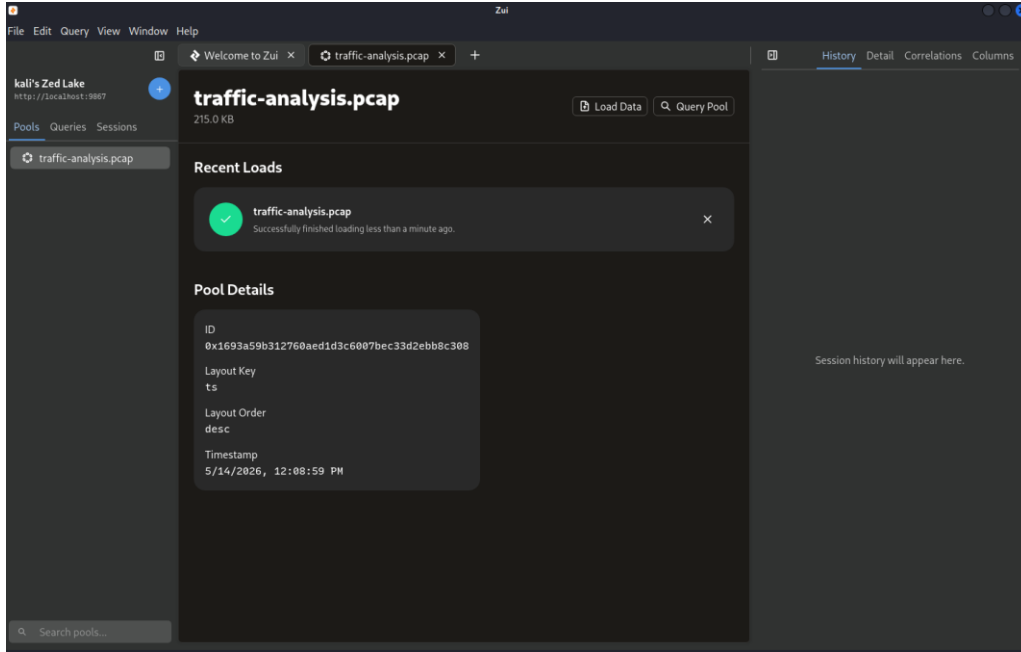 Zui
File Edit Query View Window Help
kali's Zed Lake
http://localhost:9867
+
Pools Queries Sessions
traffic-analysis.pcap
Search pools...
Welcome to Zui × traffic-analysis.pcap × +
traffic-analysis.pcap
215.0 KB
Load Data Query Pool
Recent Loads
traffic-analysis.pcap
Successfully finished loading less than a minute ago.
Pool Details
ID
0x1693a59b312760aed1d3c6007bec33d2ebb8c308
Layout Key
ts
Layout Order
desc
Timestamp
5/14/2026, 12:08:59 PM
History Detail Correlations Columns
Session history will appear here.